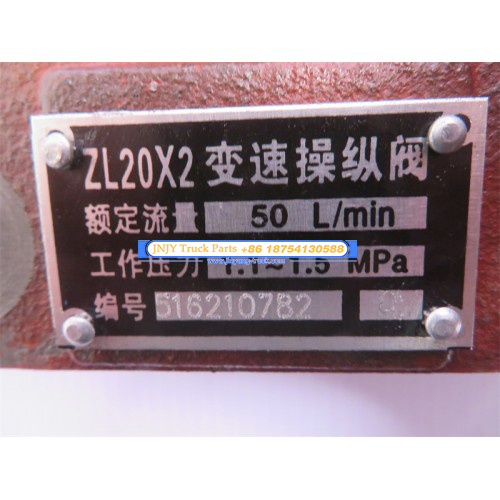 ZL20X2 变速操纵阀
额定流量 50 L/min
JNJY Truck Parts +86 18754130588
工作压力 1.1~1.5 MPa
编号 516210782